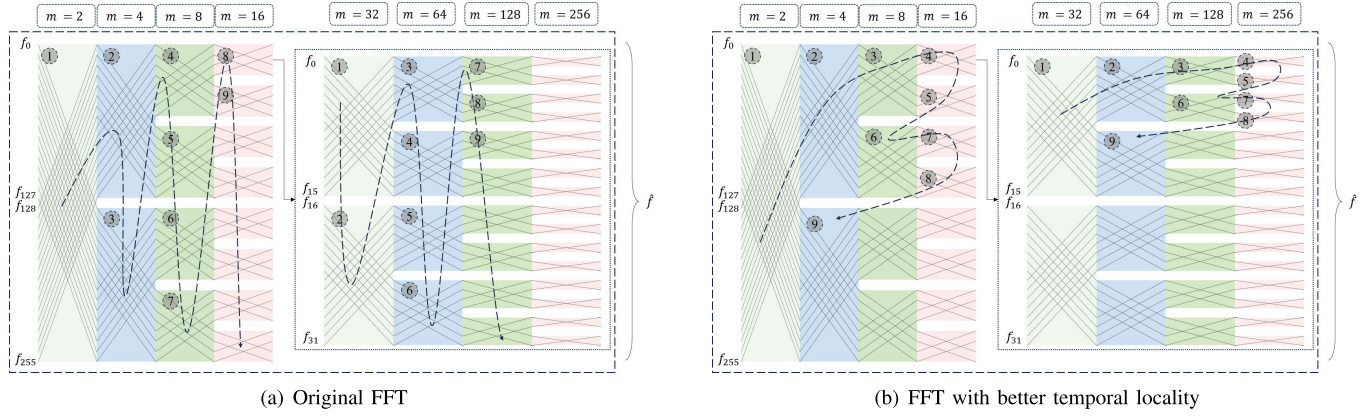 m = 2 m = 4 m = 8 m = 16 m = 32 m = 64 m = 128 m = 256
f₀
f₁₂₇
f₁₂₈
f₂₅₅
1
2
3
4
5
6
7
8
9
f₀
f₁₅
f₁₆
f₃₁
1
2
3
4
5
6
7
8
9
f̂
(a) Original FFT
m = 2 m = 4 m = 8 m = 16 m = 32 m = 64 m = 128 m = 256
f₀
f₁₂₇
f₁₂₈
f₂₅₅
1
2
3
4
5
6
7
8
9
f₀
f₁₅
f₁₆
f₃₁
1
2
3
4
5
6
7
8
9
f̂
(b) FFT with better temporal locality